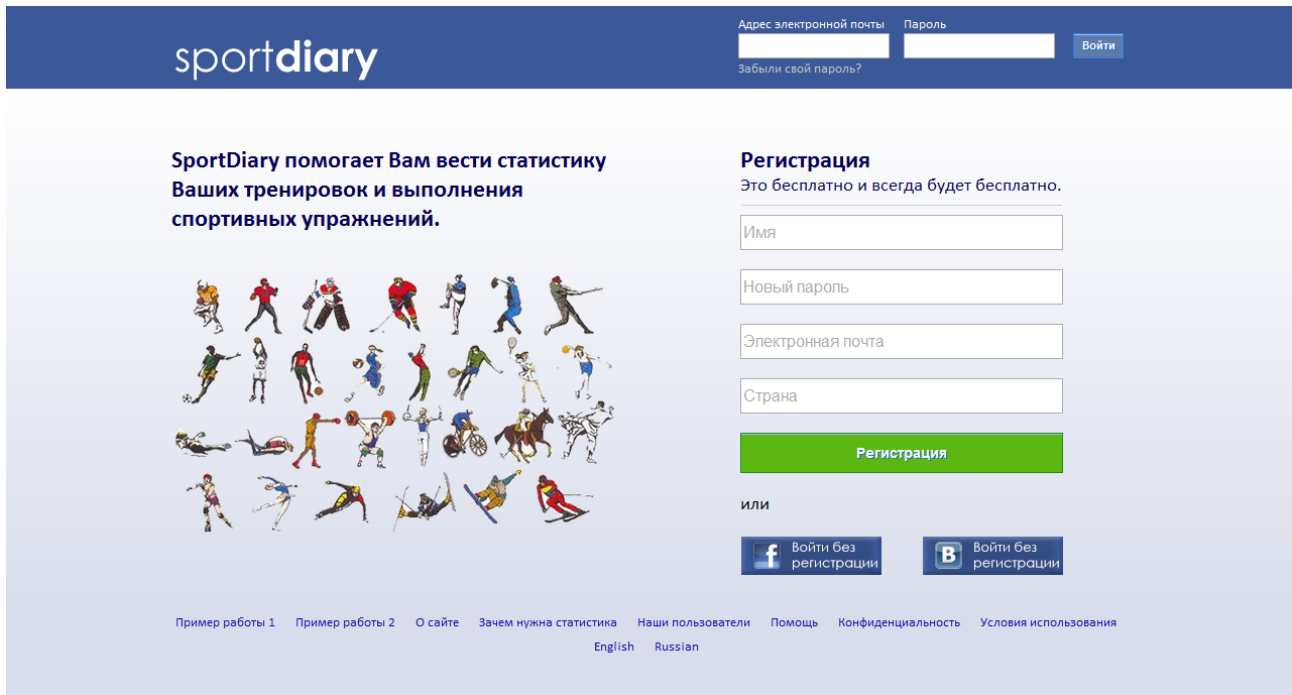 sportdiary
Адрес электронной почты Пароль
Войти
Забыли свой пароль?
SportDiary помогает Вам вести статистику
Ваших тренировок и выполнения
спортивных упражнений.
Регистрация
Это бесплатно и всегда будет бесплатно.
Имя
Новый пароль
Электронная почта
Страна
Регистрация
или
f Войти без
регистрации
B Войти без
регистрации
Пример работы 1 Пример работы 2 О сайте Зачем нужна статистика Наши пользователи Помощь Конфиденциальность Условия использования
English Russian